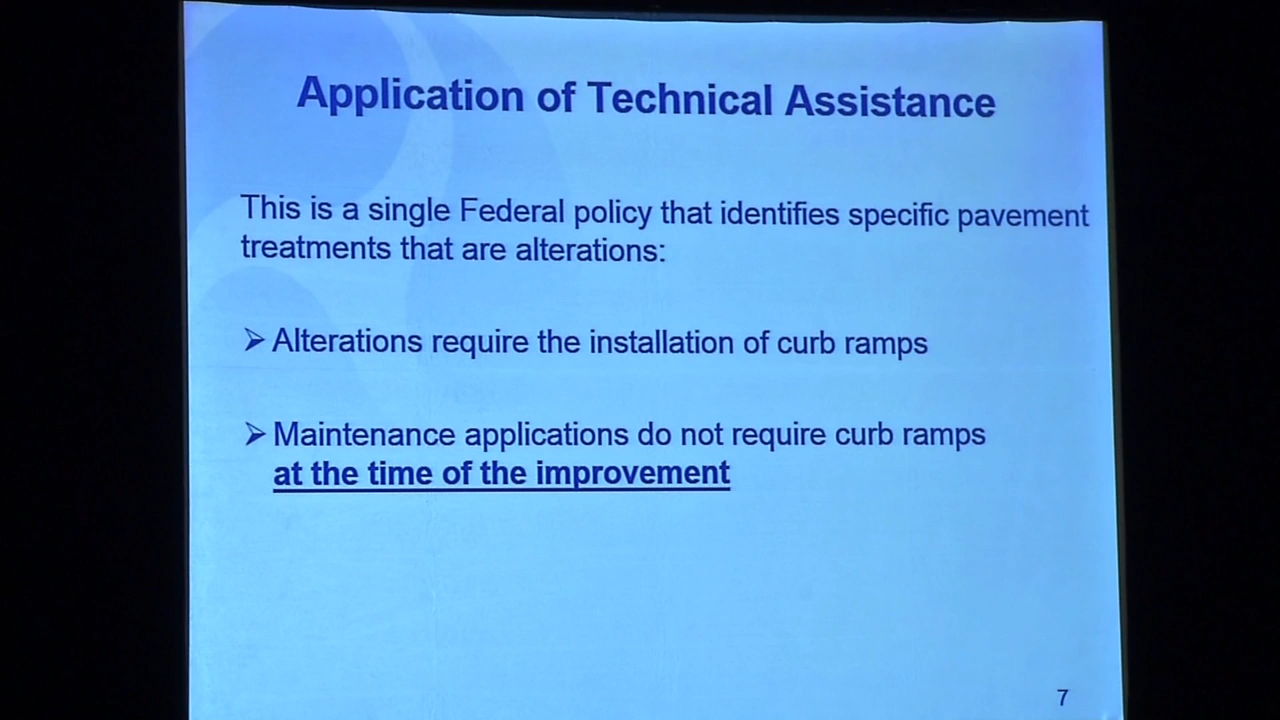 Application of Technical Assistance
This is a single Federal policy that identifies specific pavement
treatments that are alterations:
➢ Alterations require the installation of curb ramps
➢ Maintenance applications do not require curb ramps
at the time of the improvement
7